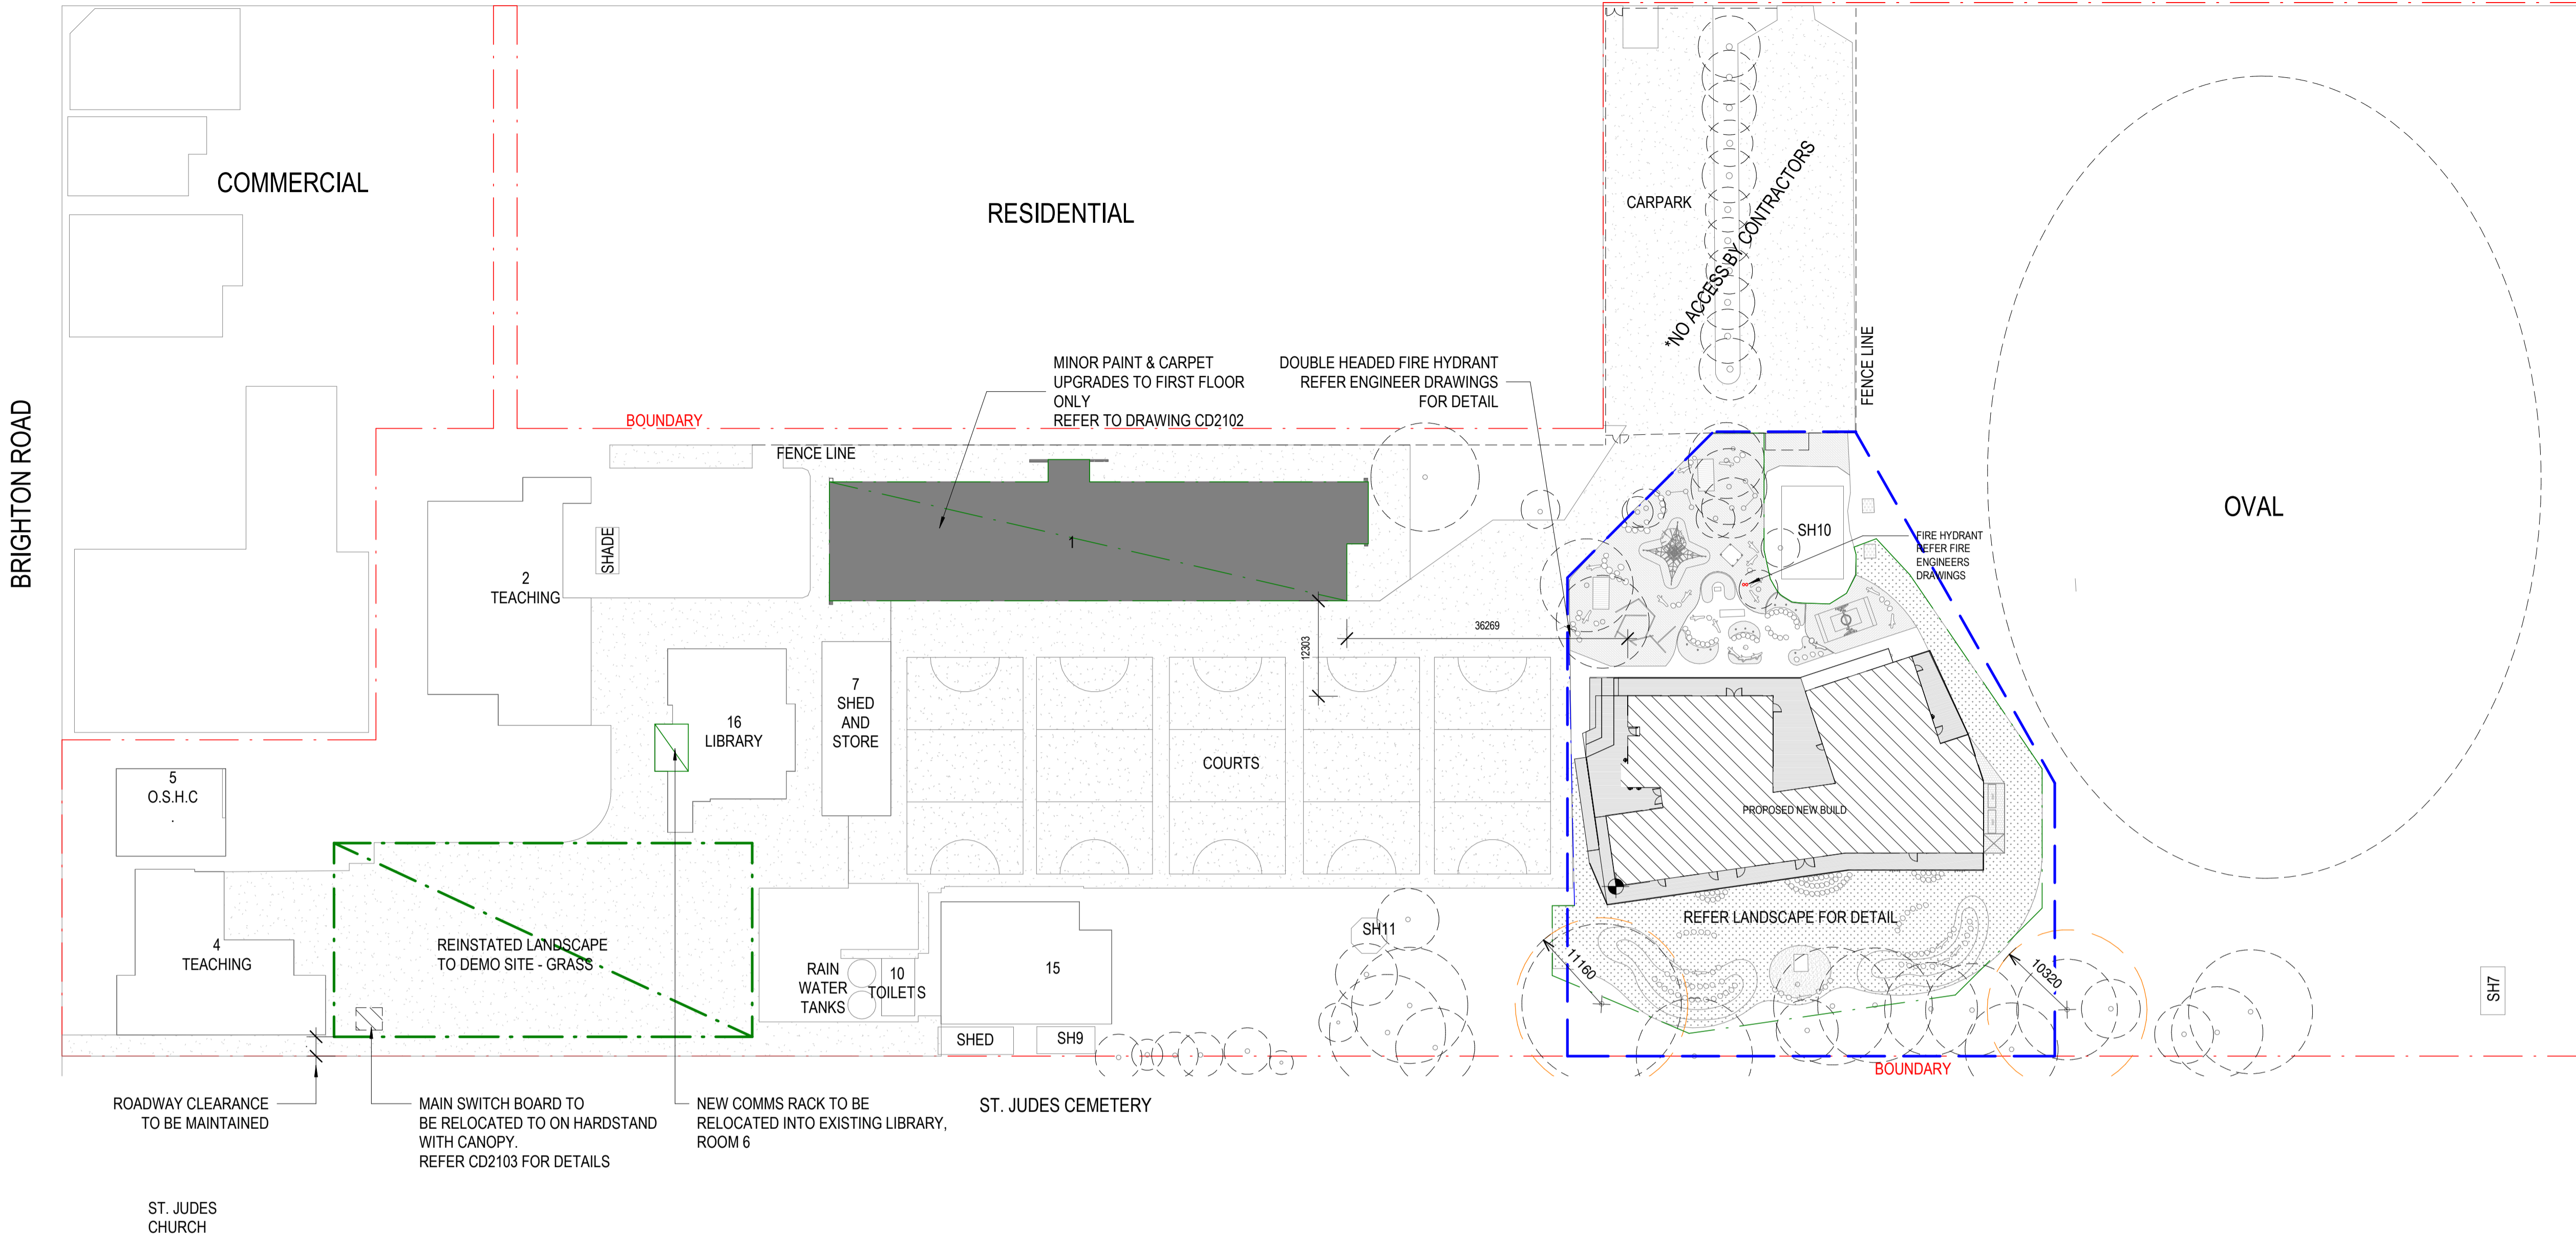 COMMERCIAL
RESIDENTIAL
CARPARK
*NO ACCESS BY CONTRACTORS
FENCE LINE
BRIGHTON ROAD
MINOR PAINT & CARPET
UPGRADES TO FIRST FLOOR
ONLY
REFER TO DRAWING CD2102
DOUBLE HEADED FIRE HYDRANT
REFER ENGINEER DRAWINGS
FOR DETAIL
BOUNDARY
FENCE LINE
OVAL
SH10
FIRE HYDRANT
REFER FIRE
ENGINEERS
DRAWINGS
1
SHADE
2
TEACHING
36269
12303
7
SHED
AND
STORE
16
LIBRARY
COURTS
5
O.S.H.C
.
PROPOSED NEW BUILD
REFER LANDSCAPE FOR DETAIL
SH11
4
TEACHING
REINSTATED LANDSCAPE
TO DEMO SITE - GRASS
RAIN
WATER
TANKS
10
TOILETS
15
11160
10320
SH7
SHED
SH9
BOUNDARY
ROADWAY CLEARANCE
TO BE MAINTAINED
MAIN SWITCH BOARD TO
BE RELOCATED TO ON HARDSTAND
WITH CANOPY.
REFER CD2103 FOR DETAILS
NEW COMMS RACK TO BE
RELOCATED INTO EXISTING LIBRARY,
ROOM 6
ST. JUDES CEMETERY
ST. JUDES
CHURCH